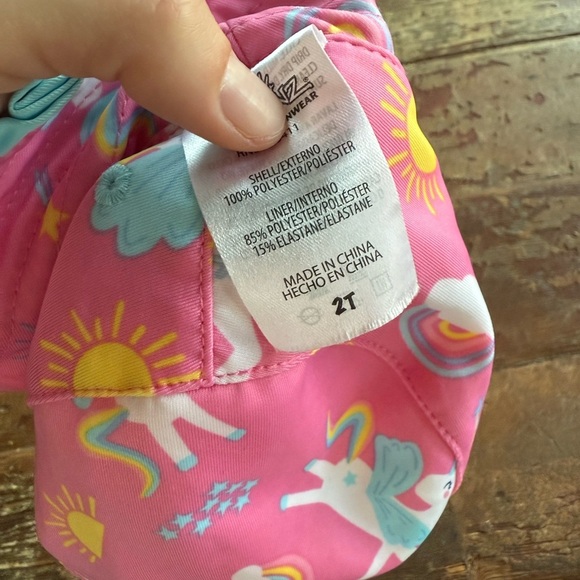 SHELL/EXTERNO
100% POLYESTER/POLIÉSTER
LINER/INTERNO
85% POLYESTER/POLIÉSTER
15% ELASTANE/ELASTANE
MADE IN CHINA
HECHO EN CHINA
2T